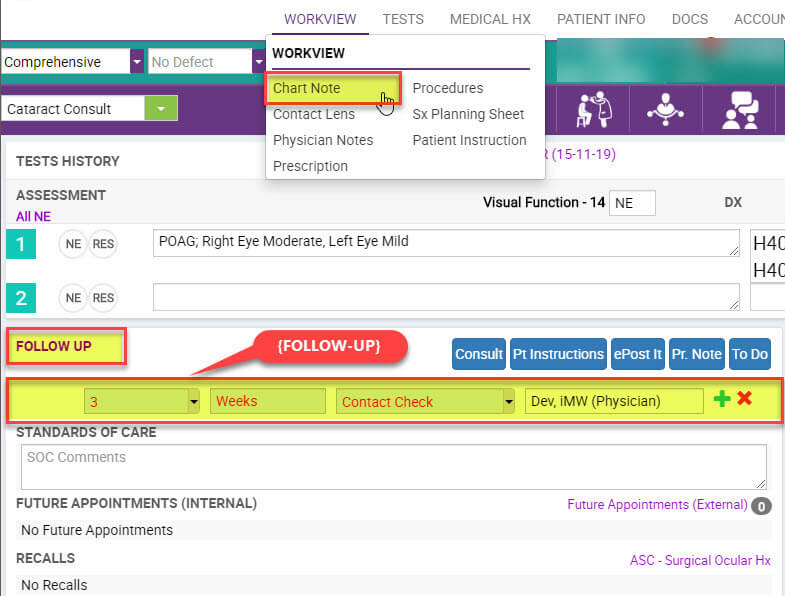 WORKVIEW TESTS MEDICAL HX PATIENT INFO DOCS ACCOUN
WORKVIEW
Comprehensive No Defect
Chart Note Procedures
Cataract Consult
Contact Lens Sx Planning Sheet
Physician Notes Patient Instruction
Prescription
TESTS HISTORY R (15-11-19)
ASSESSMENT
Visual Function - 14 NE DX
All NE
1 NE RES POAG; Right Eye Moderate, Left Eye Mild H40
H40
2 NE RES
FOLLOW UP {FOLLOW-UP} Consult Pt Instructions ePost It Pr. Note To Do
3 Weeks Contact Check Dev, iMW (Physician)
STANDARDS OF CARE
SOC Comments
FUTURE APPOINTMENTS (INTERNAL) Future Appointments (External) 0
No Future Appointments
RECALLS ASC - Surgical Ocular Hx
No Recalls